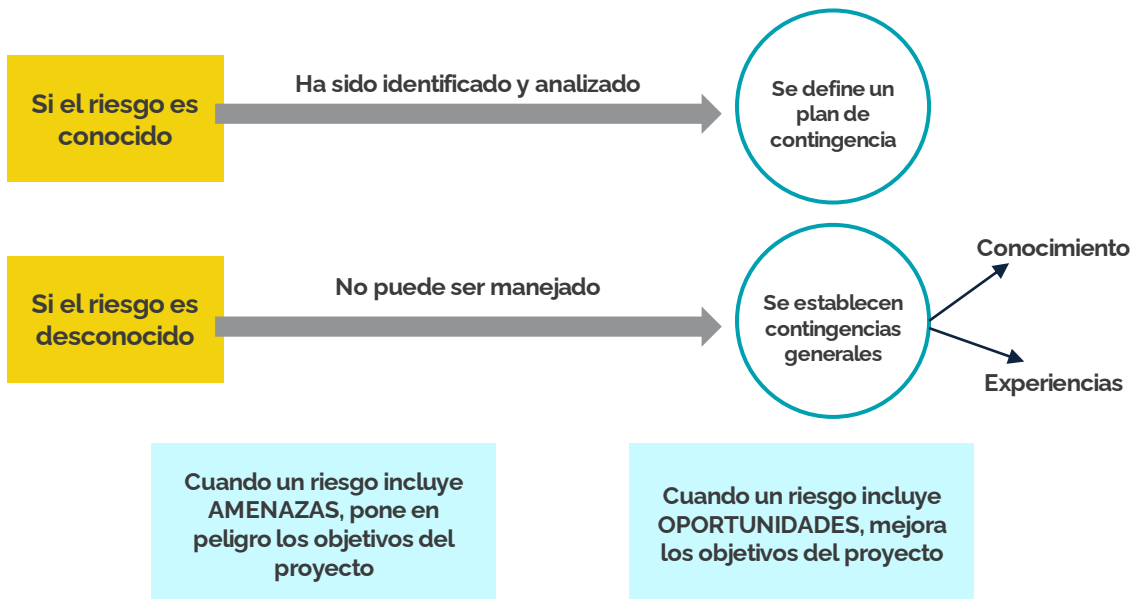 Si el riesgo es
conocido
Ha sido identificado y analizado
Se define un
plan de
contingencia
Si el riesgo es
desconocido
No puede ser manejado
Se establecen
contingencias
generales
Conocimiento
Experiencias
Cuando un riesgo incluye
AMENAZAS, pone en
peligro los objetivos del
proyecto
Cuando un riesgo incluye
OPORTUNIDADES, mejora
los objetivos del proyecto